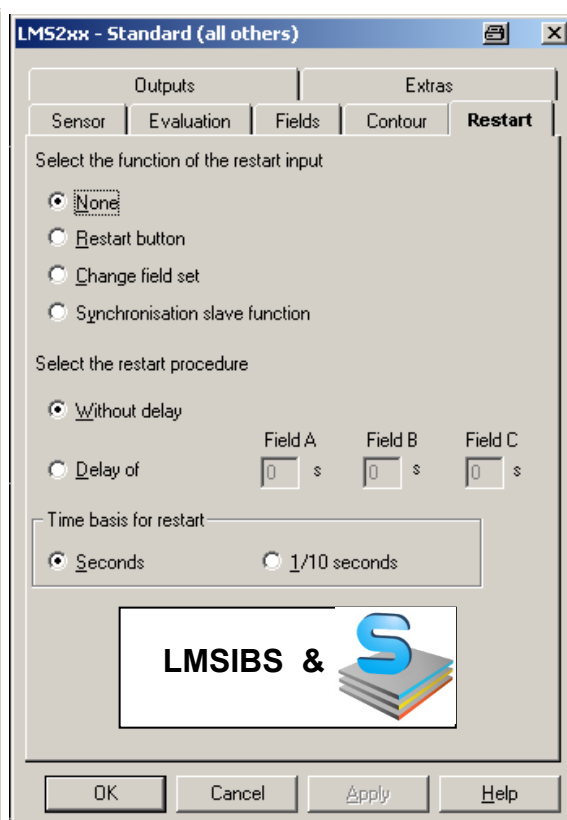 LMS2xx - Standard (all others)
Outputs Extras
Sensor Evaluation Fields Contour Restart
Select the function of the restart input
None
Restart button
Change field set
Synchronisation slave function
Select the restart procedure
Without delay
Field A Field B Field C
Delay of 0 s 0 s 0 s
Time basis for restart
Seconds 1/10 seconds
LMSIBS & S
OK Cancel Apply Help